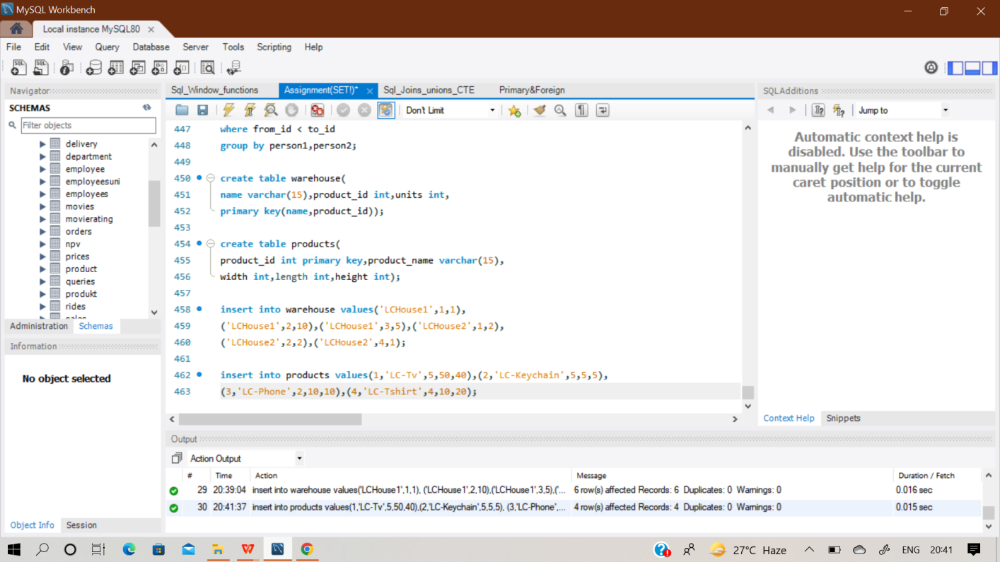 MySQL Workbench
Local instance MySQL80
File Edit View Query Database Server Tools Scripting Help
Navigator
SCHEMAS
Filter objects
delivery
department
employee
employeesuni
employees
movies
movierating
orders
npv
prices
product
queries
produkt
rides
Administration Schemas
Information
No object selected
Object Info Session
Sql_Window_functions Assignment(SET!)* Sql_Joins_unions_CTE Primary&Foreign
Don't Limit
447 where from_id < to_id
448 group by person1,person2;
449
450 create table warehouse(
451 name varchar(15),product_id int,units int,
452 primary key(name,product_id));
453
454 create table products(
455 product_id int primary key,product_name varchar(15),
456 width int,length int,height int);
457
458 insert into warehouse values('LCHouse1',1,1),
459 ('LCHouse1',2,10),('LCHouse1',3,5),('LCHouse2',1,2),
460 ('LCHouse2',2,2),('LCHouse2',4,1);
461
462 insert into products values(1,'LC-Tv',5,50,40),(2,'LC-Keychain',5,5,5),
463 (3,'LC-Phone',2,10,10),(4,'LC-Tshirt',4,10,20);
SQLAdditions
Jump to
Automatic context help is
disabled. Use the toolbar to
manually get help for the current
caret position or to toggle
automatic help.
Context Help Snippets
Output
Action Output
# Time Action Message Duration / Fetch
29 20:39:04 insert into warehouse values('LCHouse1',1,1), ('LCHouse1',2,10),('LCHouse1',3,5),('... 6 row(s) affected Records: 6 Duplicates: 0 Warnings: 0 0.016 sec
30 20:41:37 insert into products values(1,'LC-Tv',5,50,40),(2,'LC-Keychain',5,5,5), (3,'LC-Phone',... 4 row(s) affected Records: 4 Duplicates: 0 Warnings: 0 0.015 sec
27°C Haze ENG 20:41